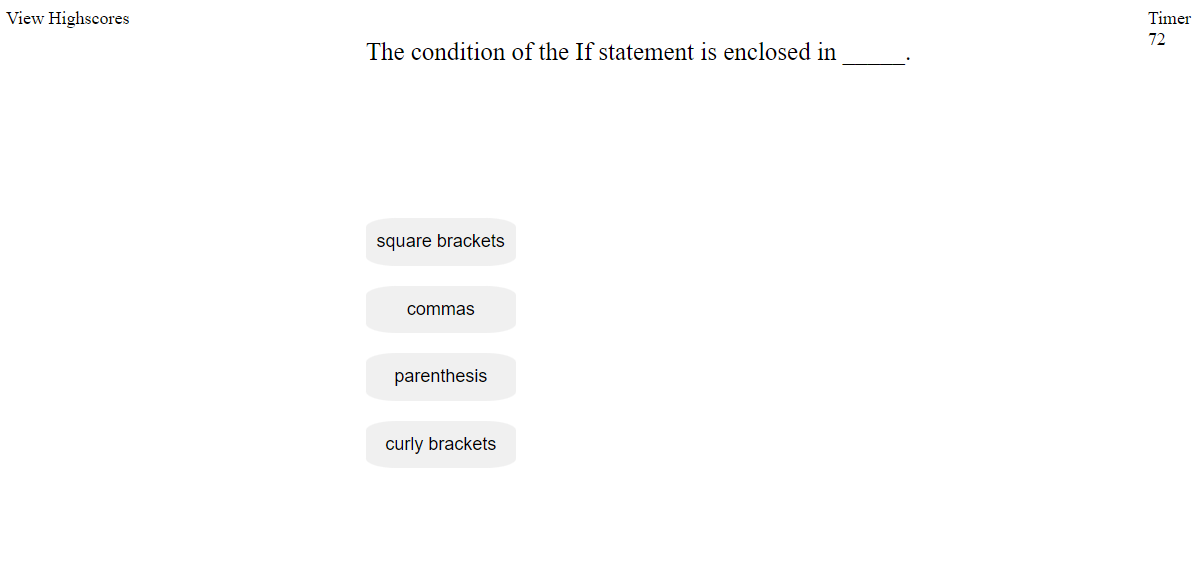 View Highscores
Timer
72
The condition of the If statement is enclosed in _____.
square brackets
commas
parenthesis
curly brackets